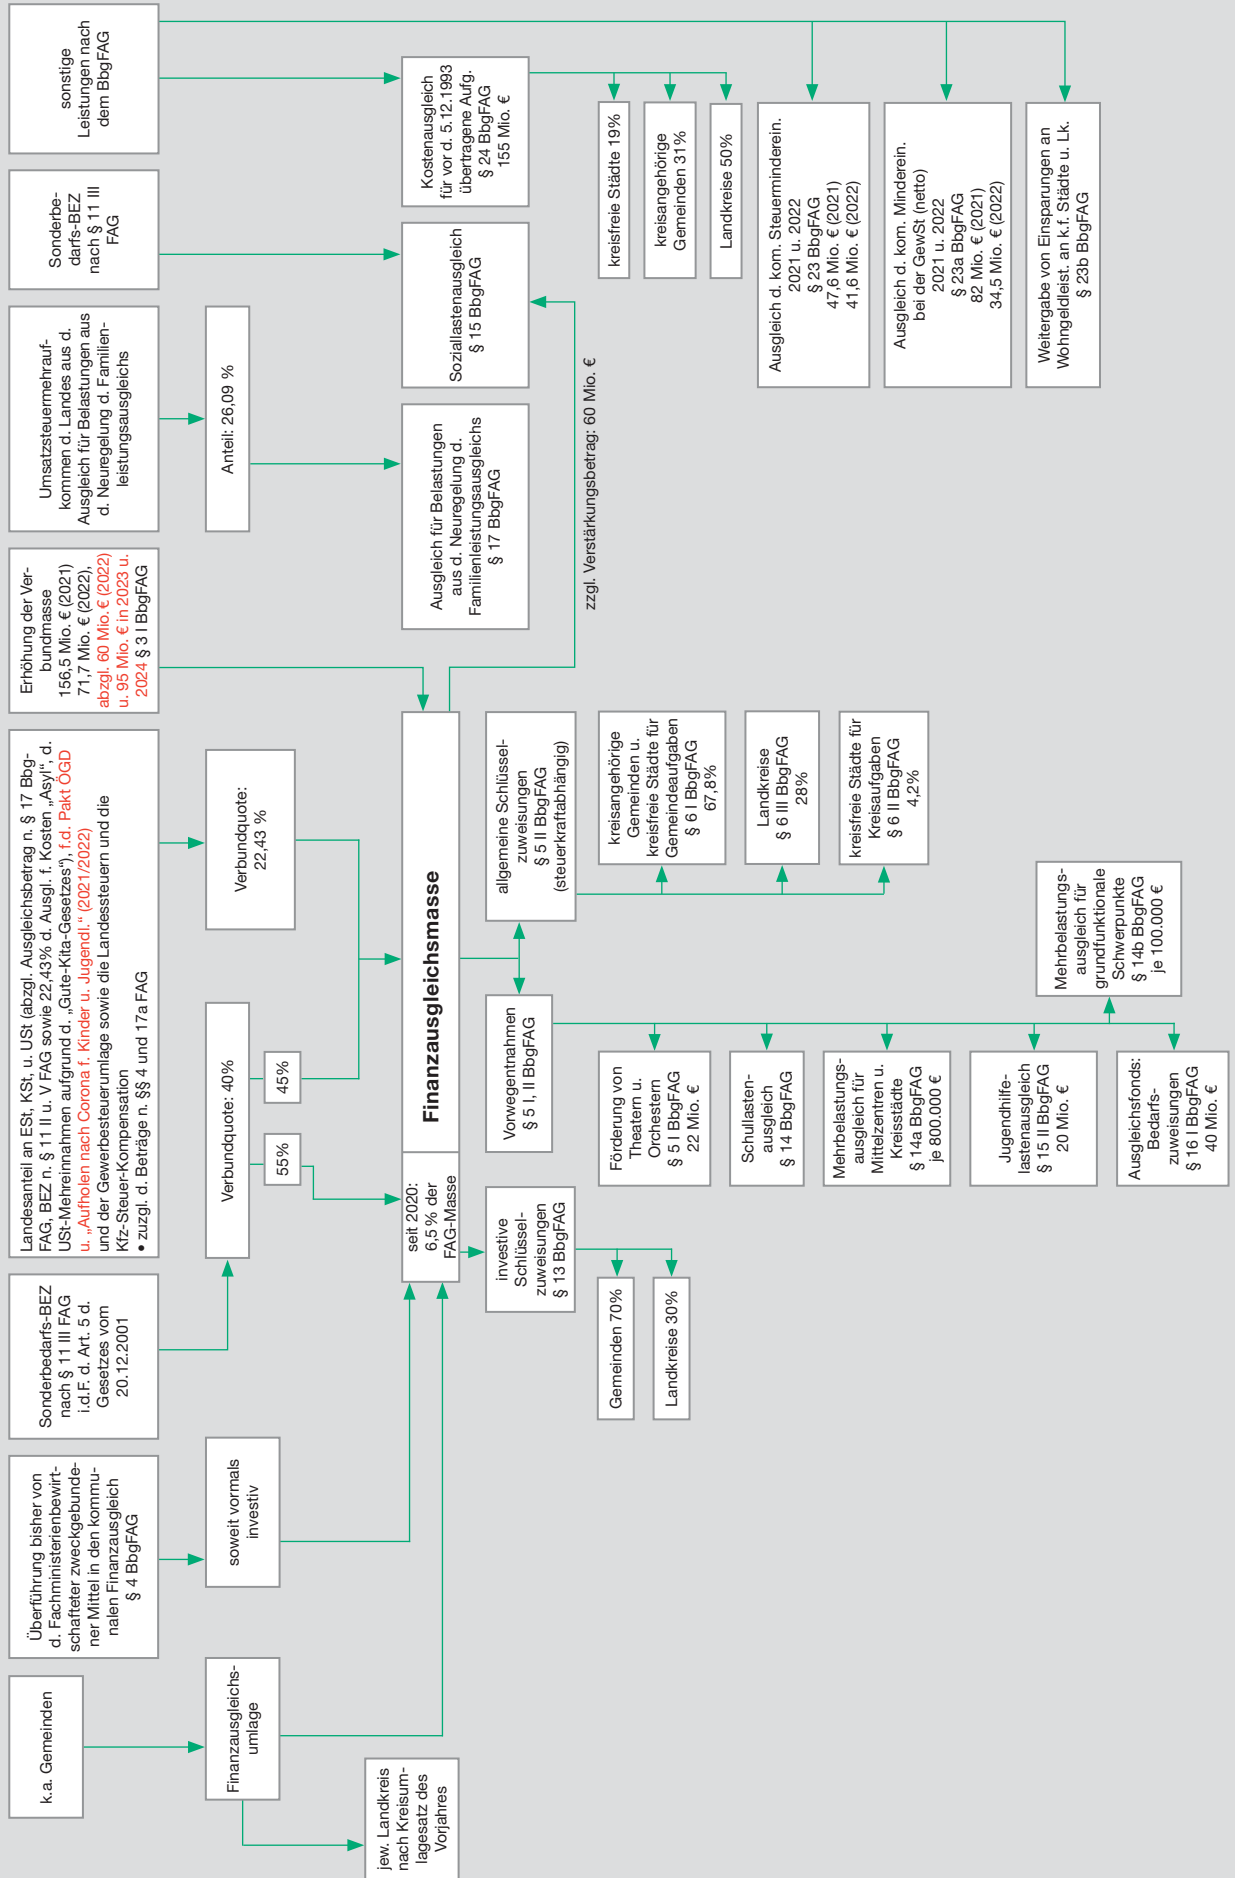 k.a. Gemeinden
Überführung bisher von
d. Fachministerienbewirt-
schafteter zweckgebunde-
ner Mittel in den kommu-
nalen Finanzausgleich
§ 4 BbgFAG
Sonderbedarfs-BEZ
nach § 11 III FAG
i.d.F. d. Art. 5 d.
Gesetzes vom
20.12.2001
Landesanteil an ESt, KSt, u. USt (abzgl. Ausgleichsbetrag n. § 17 Bbg-
FAG, BEZ n. § 11 II u. V FAG sowie 22,43% d. Ausgl. f. Kosten „Asyl“, d.
USt-Mehreinnahmen aufgrund d. „Gute-Kita-Gesetzes“), f.d. Pakt ÖGD
u. „Aufholen nach Corona f. Kinder u. Jugendl.“ (2021/2022)
und der Gewerbesteuerumlage sowie die Landessteuern und die
Kfz-Steuer-Kompensation
• zuzgl. d. Beträge n. §§ 4 und 17a FAG
Erhöhung der Ver-
bundmasse
156,5 Mio. € (2021)
71,7 Mio. € (2022),
abzgl. 60 Mio. € (2022)
u. 95 Mio. € in 2023 u.
2024 § 3 I BbgFAG
Umsatzsteuermehrauf-
kommen d. Landes aus d.
Ausgleich für Belastungen aus
d. Neuregelung d. Familien-
leistungsausgleichs
Sonderbe-
darfs-BEZ
nach § 11 III
FAG
sonstige
Leistungen nach
dem BbgFAG
Finanzausgleichs-
umlage
soweit vormals
investiv
Verbundquote: 40%
55%
45%
Verbundquote:
22,43 %
Anteil: 26,09 %
jew. Landkreis
nach Kreisum-
lagesatz des
Vorjahres
seit 2020:
6,5 % der
FAG-Masse
Finanzausgleichsmasse
Ausgleich für Belastungen
aus d. Neuregelung d.
Familienleistungsausgleichs
§ 17 BbgFAG
Soziallastenausgleich
§ 15 BbgFAG
Kostenausgleich
für vor d. 5.12.1993
übertragene Aufg.
§ 24 BbgFAG
155 Mio. €
zzgl. Verstärkungsbetrag: 60 Mio. €
investive
Schlüssel-
zuweisungen
§ 13 BbgFAG
Vorwegentnahmen
§ 5 I, II BbgFAG
allgemeine Schlüssel-
zuweisungen
§ 5 II BbgFAG
(steuerkraftabhängig)
Gemeinden 70%
Landkreise 30%
Förderung von
Theatern u.
Orchestern
§ 5 I BbgFAG
22 Mio. €
Schullasten-
ausgleich
§ 14 BbgFAG
Mehrbelastungs-
ausgleich für
Mittelzentren u.
Kreisstädte
§ 14a BbgFAG
je 800.000 €
Jugendhilfe-
lastenausgleich
§ 15 II BbgFAG
20 Mio. €
Ausgleichsfonds:
Bedarfs-
zuweisungen
§ 16 I BbgFAG
40 Mio. €
Mehrbelastungs-
ausgleich für
grundfunktionale
Schwerpunkte
§ 14b BbgFAG
je 100.000 €
kreisangehörige
Gemeinden u.
kreisfreie Städte für
Gemeindeaufgaben
§ 6 I BbgFAG
67,8%
Landkreise
§ 6 III BbgFAG
28%
kreisfreie Städte für
Kreisaufgaben
§ 6 II BbgFAG
4,2%
kreisfreie Städte 19%
kreisangehörige
Gemeinden 31%
Landkreise 50%
Ausgleich d. kom. Steuerminderein.
2021 u. 2022
§ 23 BbgFAG
47,6 Mio. € (2021)
41,6 Mio. € (2022)
Ausgleich d. kom. Minderein.
bei der GewSt (netto)
2021 u. 2022
§ 23a BbgFAG
82 Mio. € (2021)
34,5 Mio. € (2022)
Weitergabe von Einsparungen an
Wohngeldleist. an k.f. Städte u. Lk.
§ 23b BbgFAG